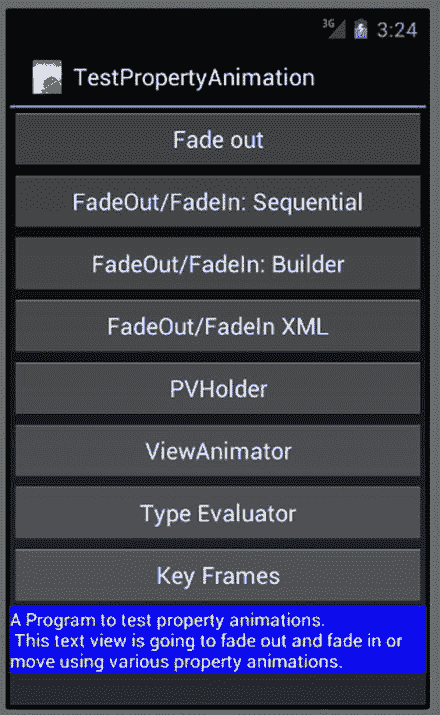 3G 3:24
TestPropertyAnimation
Fade out
FadeOut/FadeIn: Sequential
FadeOut/FadeIn: Builder
FadeOut/FadeIn XML
PVHolder
ViewAnimator
Type Evaluator
Key Frames
A Program to test property animations.
This text view is going to fade out and fade in or
move using various property animations.